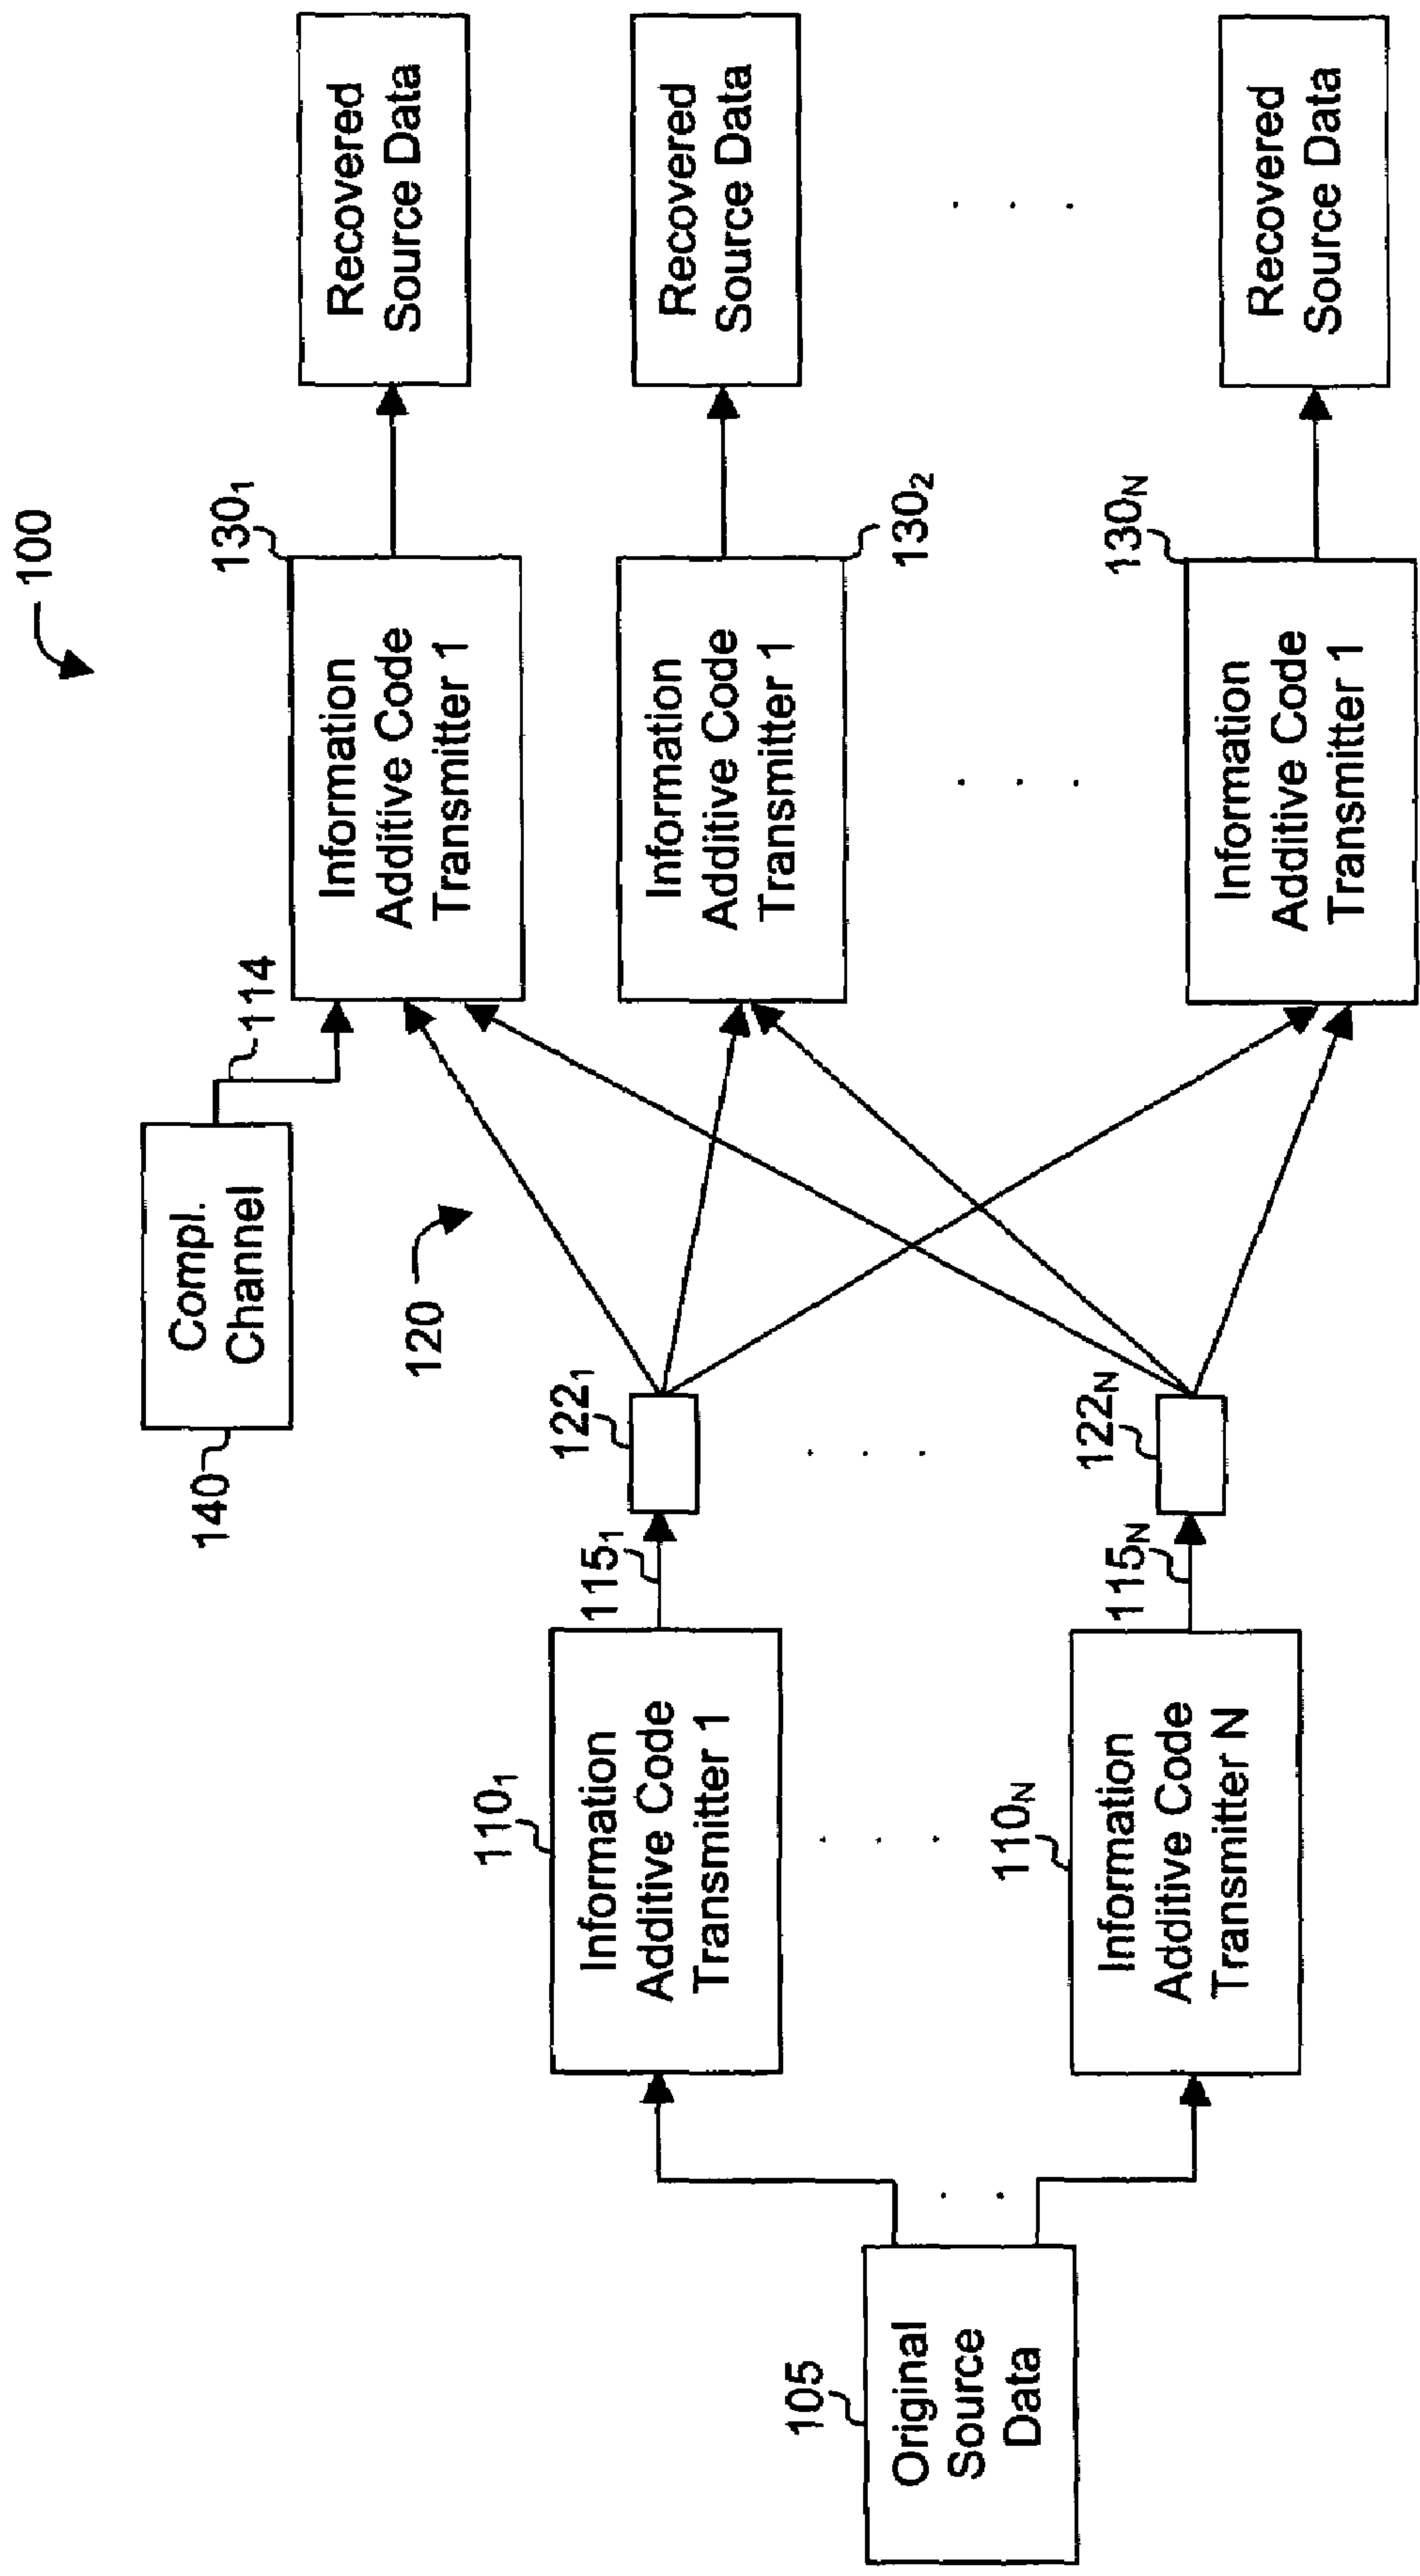 100
140
Compl.
Channel
114
120
105
Original
Source
Data
110₁
Information
Additive Code
Transmitter 1
115₁
122₁
130₁
Information
Additive Code
Transmitter 1
Recovered
Source Data
Information
Additive Code
Transmitter 1
130₂
Recovered
Source Data
. . .
110N
Information
Additive Code
Transmitter N
115N
122N
130N
Information
Additive Code
Transmitter 1
Recovered
Source Data